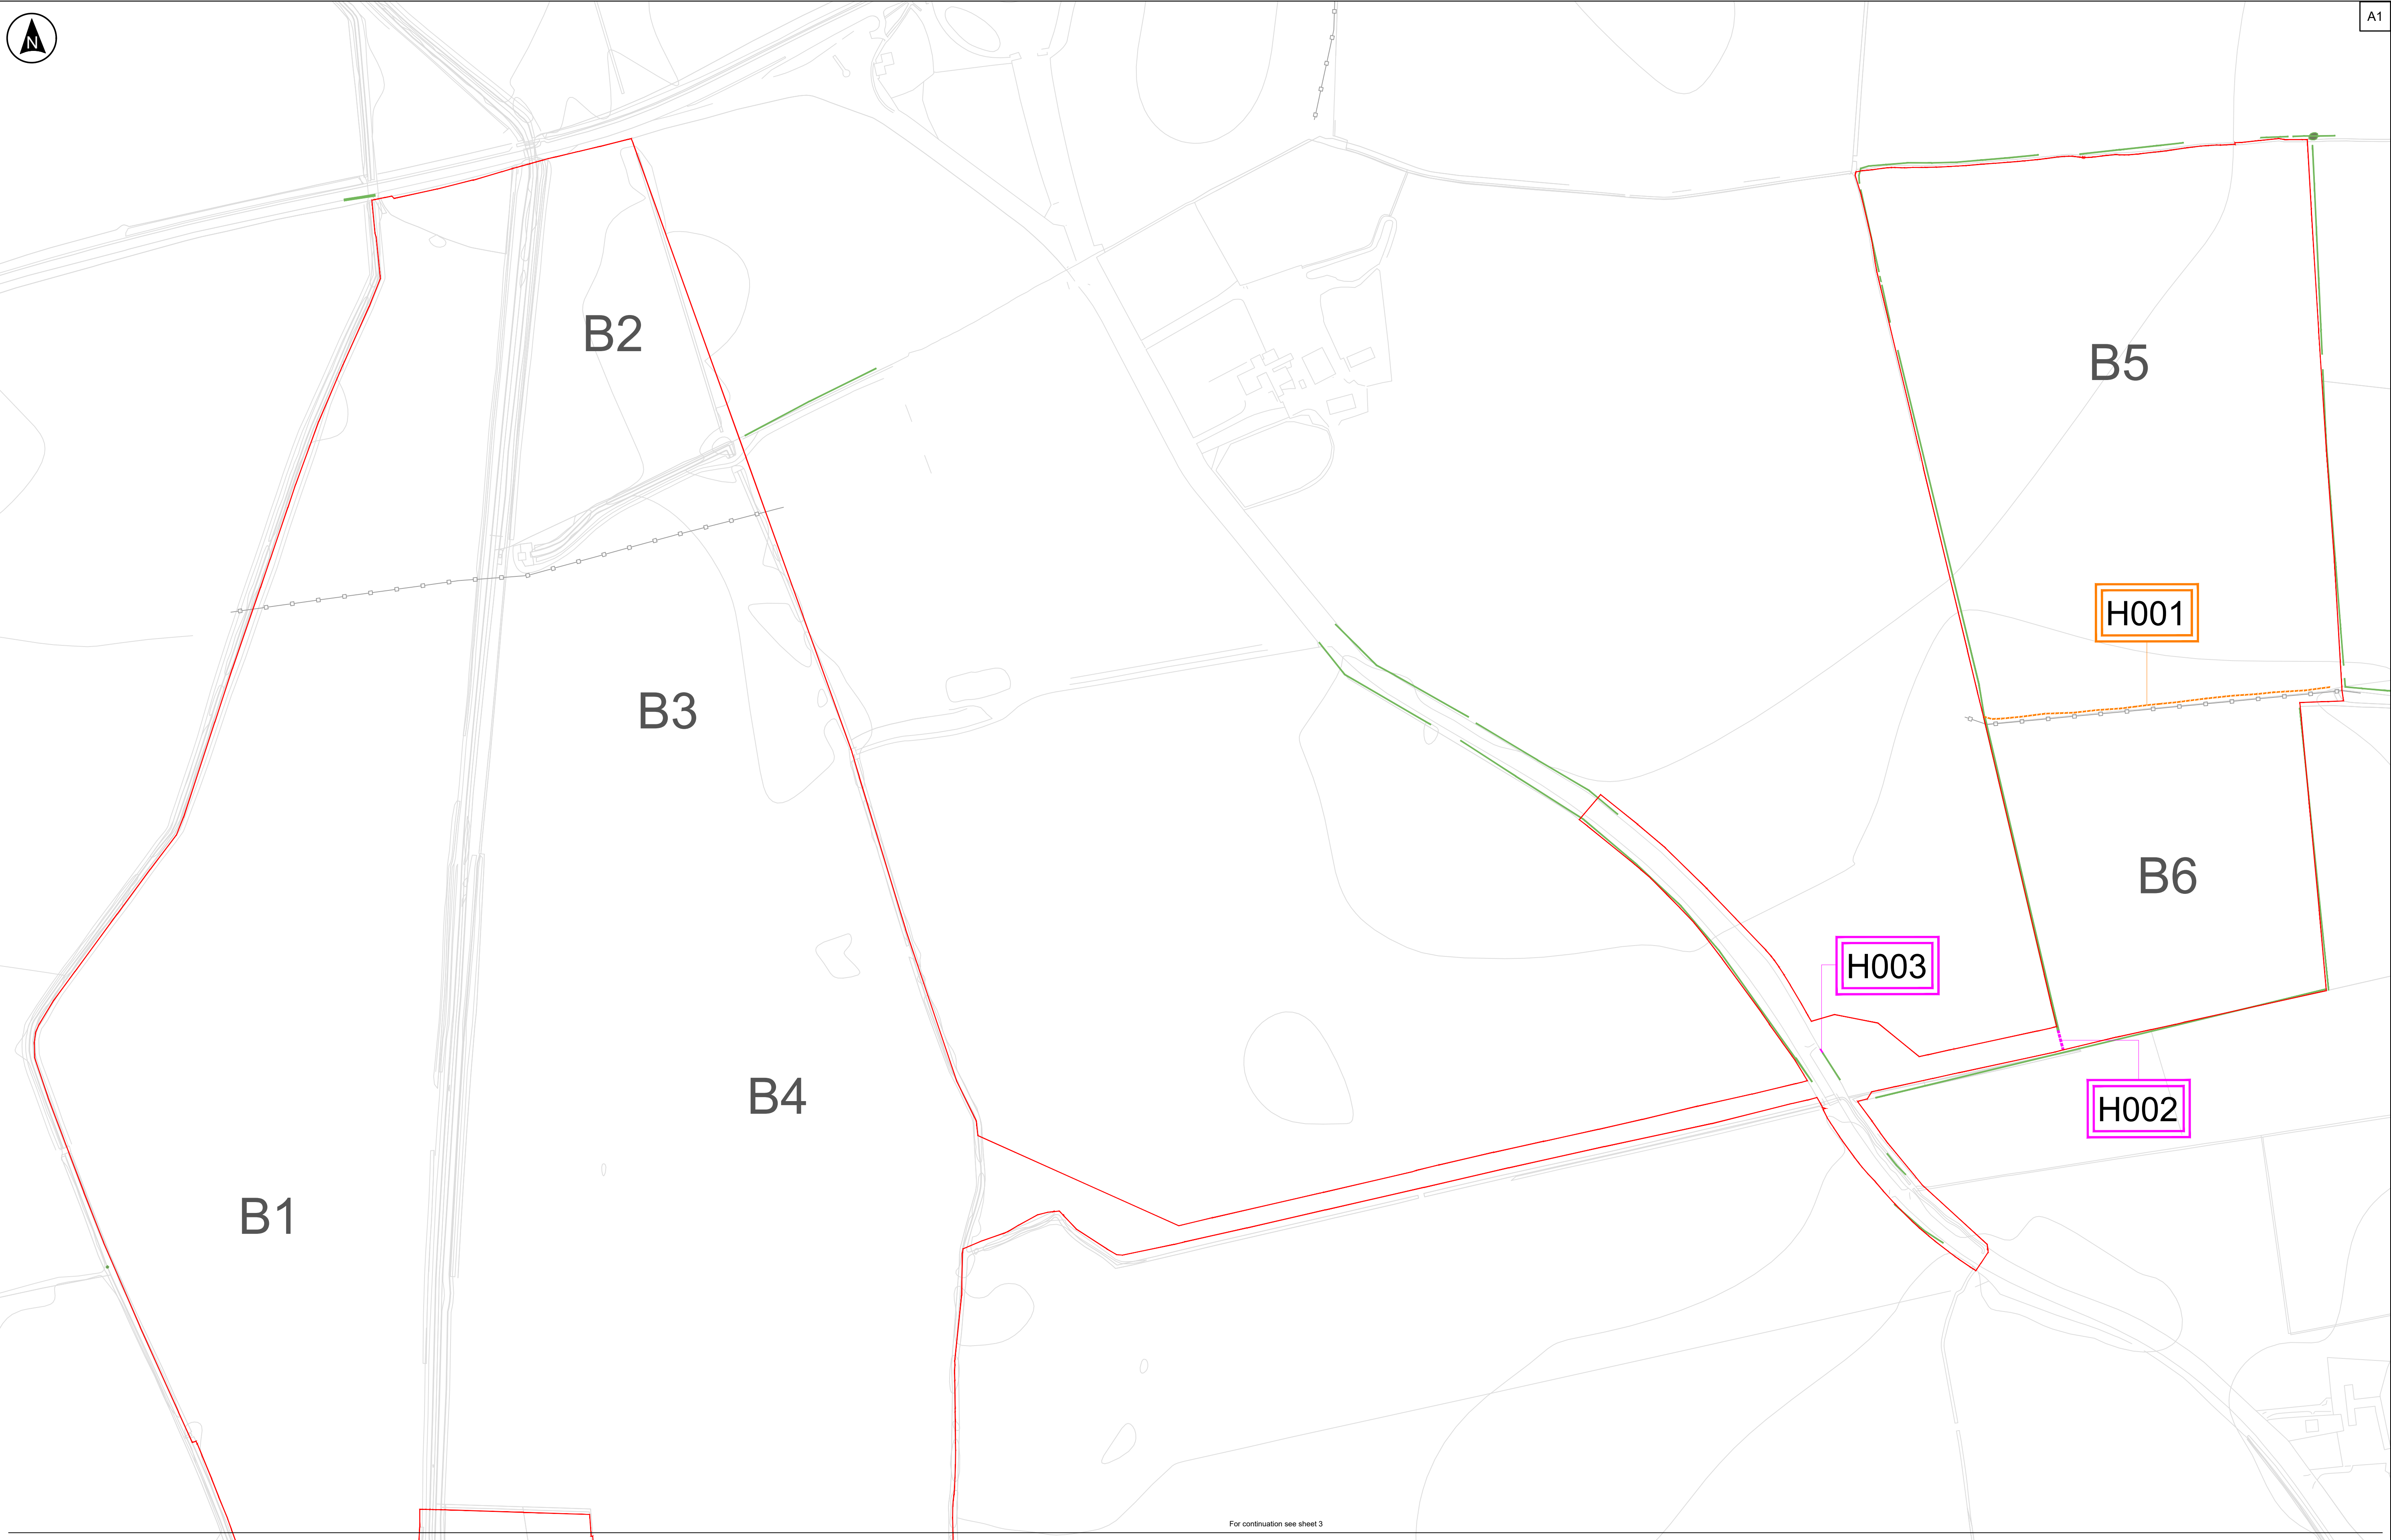 N
A1
B2
B5
H001
B3
B6
H003
B4
H002
B1
For continuation see sheet 3